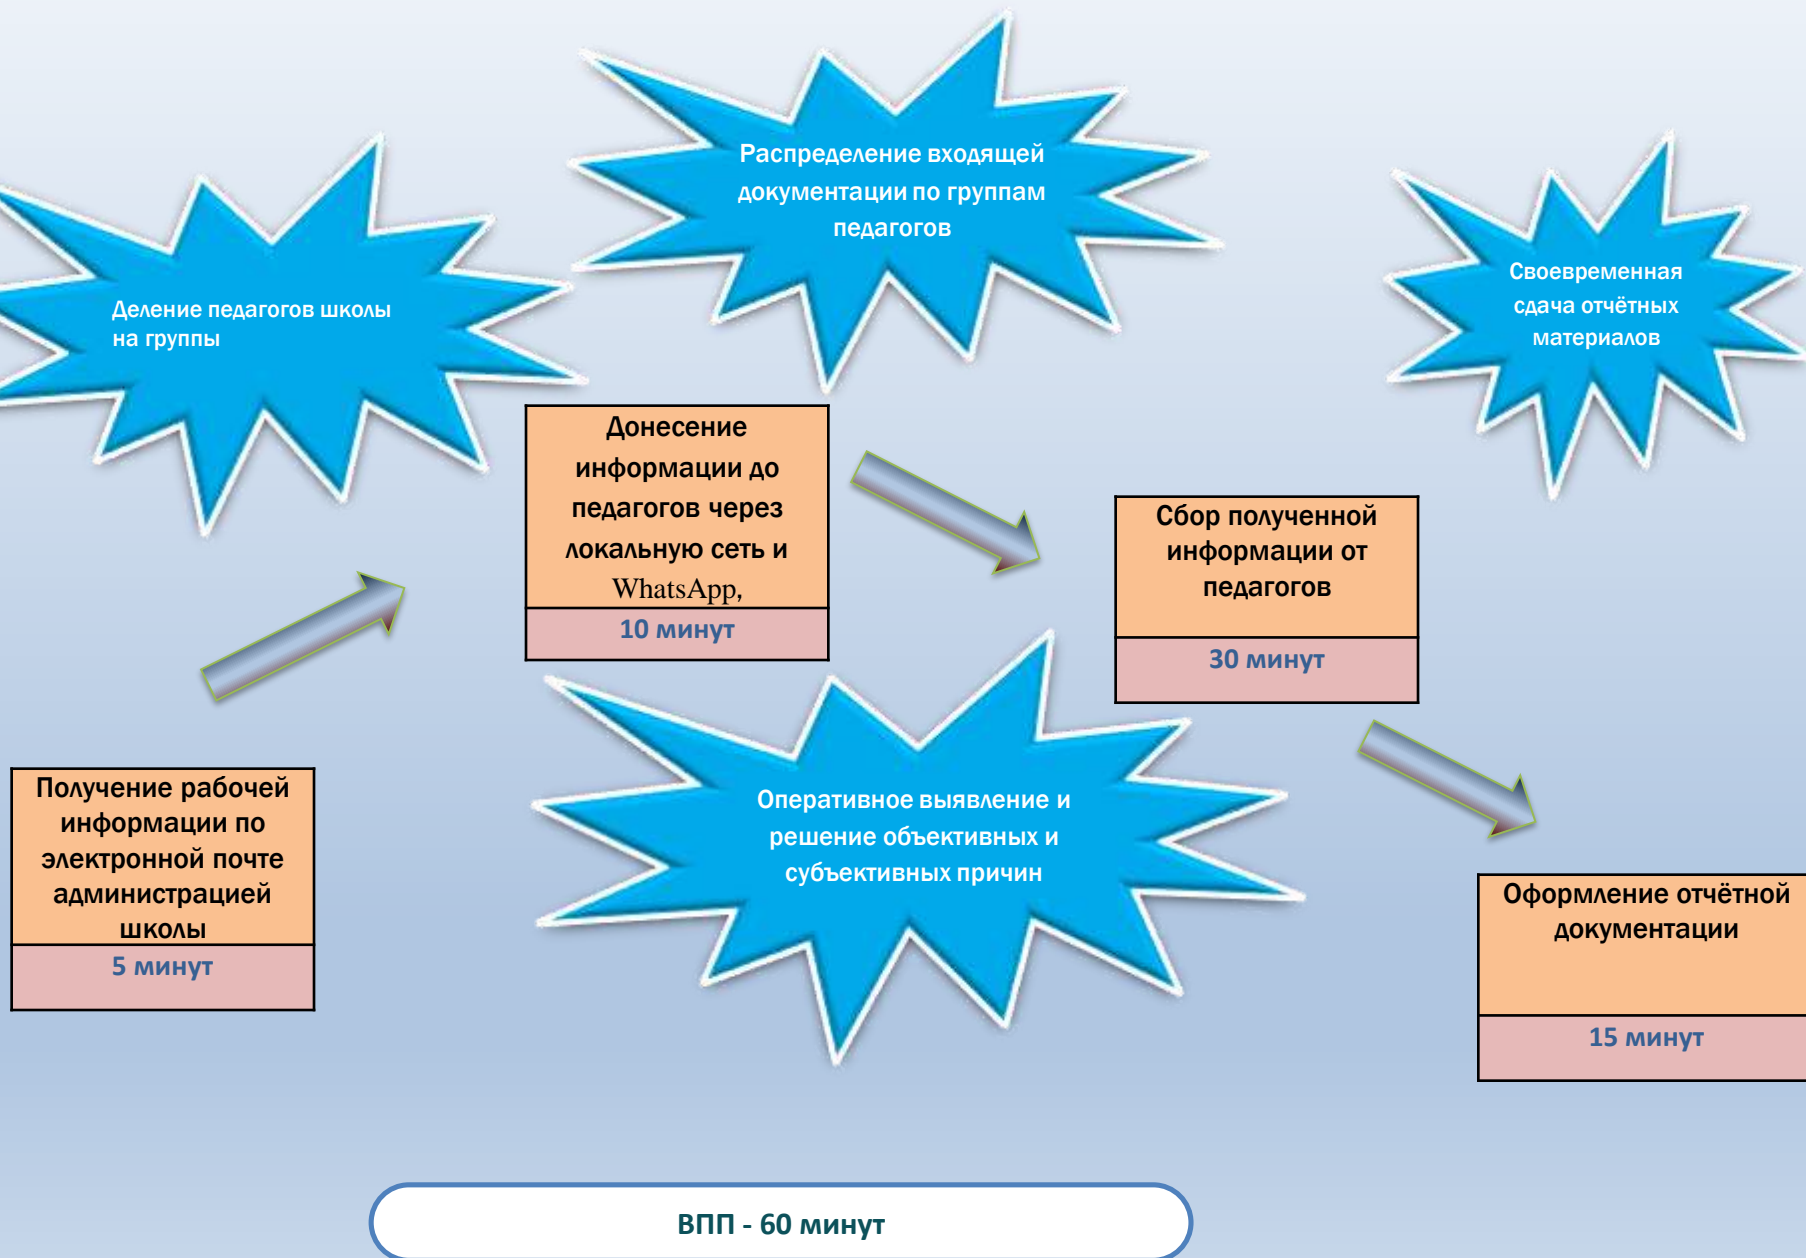 Распределение входящей
документации по группам
педагогов
Деление педагогов школы
на группы
Своевременная
сдача отчётных
материалов
Донесение
информации до
педагогов через
локальную сеть и
WhatsApp,
10 минут
Сбор полученной
информации от
педагогов
30 минут
Получение рабочей
информации по
электронной почте
администрацией
школы
5 минут
Оперативное выявление и
решение объективных и
субъективных причин
Оформление отчётной
документации
15 минут
ВПП - 60 минут